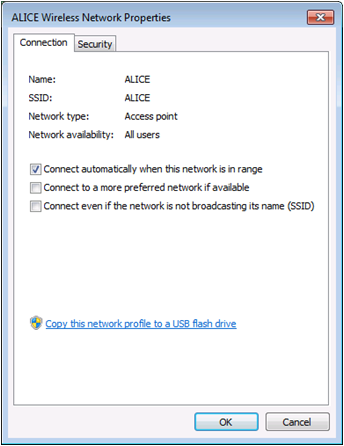 ALICE Wireless Network Properties
Connection Security
Name: ALICE
SSID: ALICE
Network type: Access point
Network availability: All users
Connect automatically when this network is in range
Connect to a more preferred network if available
Connect even if the network is not broadcasting its name (SSID)
Copy this network profile to a USB flash drive
OK Cancel